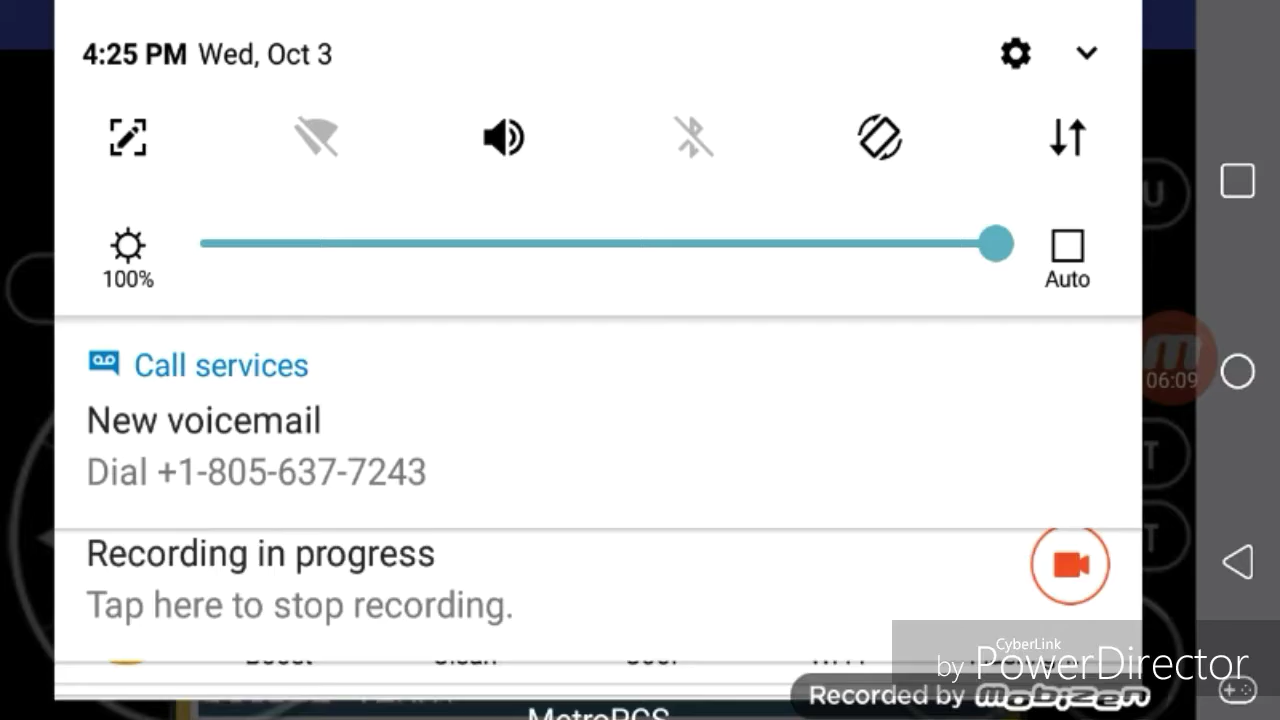 4:25 PM Wed, Oct 3
100%
Auto
Call services
New voicemail
Dial +1-805-637-7243
06:09
Recording in progress
Tap here to stop recording.
CyberLink
by PowerDirector
Recorded by mobizen
MetroPCS